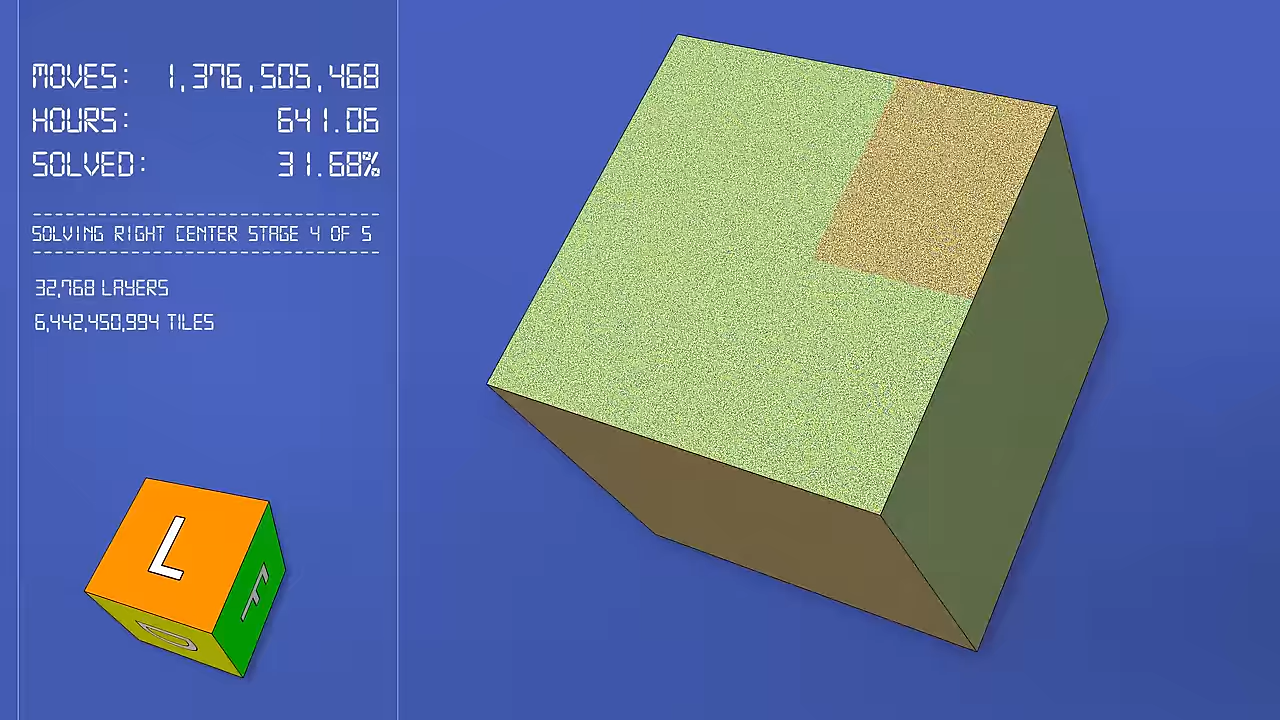 MOVES: 1,376,505,468
HOURS: 641.06
SOLVED: 31.68%
SOLVING RIGHT CENTER STAGE 4 OF 5
32,768 LAYERS
6,442,450,994 TILES
L
F
D